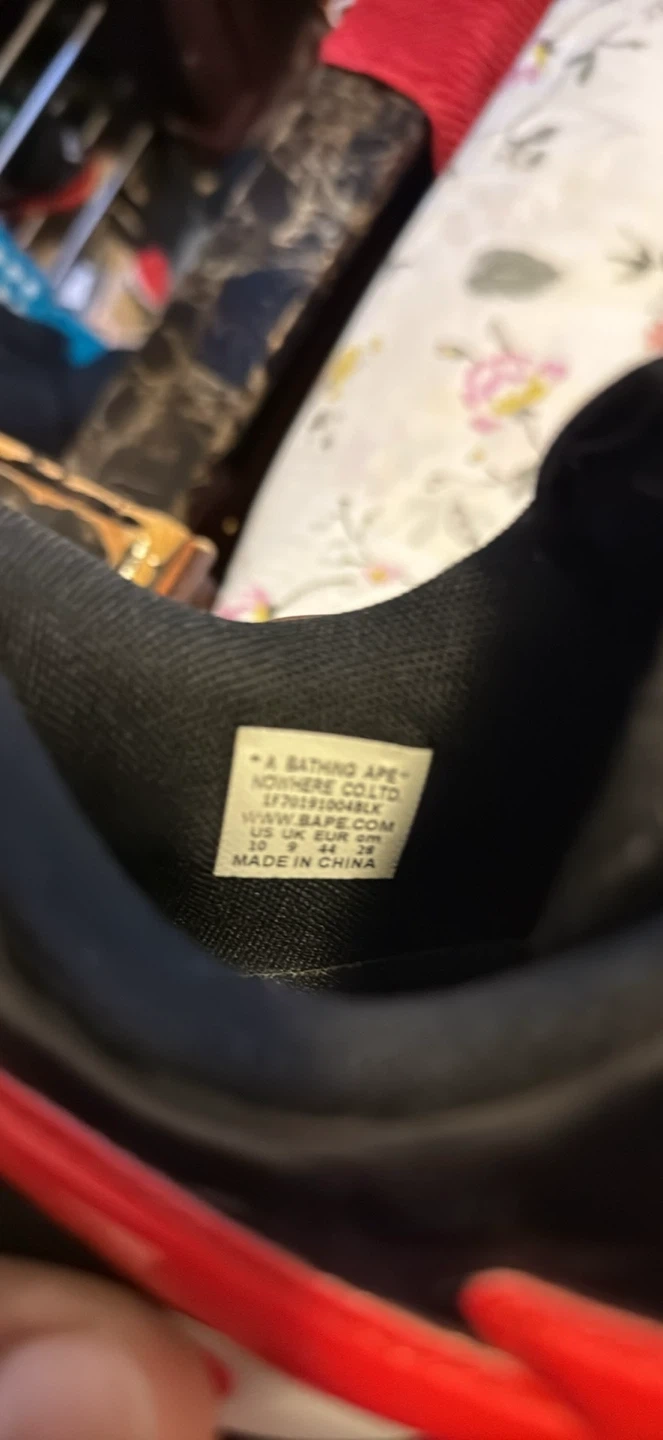 "A BATHING APE"
NOWHERE CO.LTD.
1F701910048LK
WWW.BAPE.COM
US UK EUR cm
10 9 44 28
MADE IN CHINA